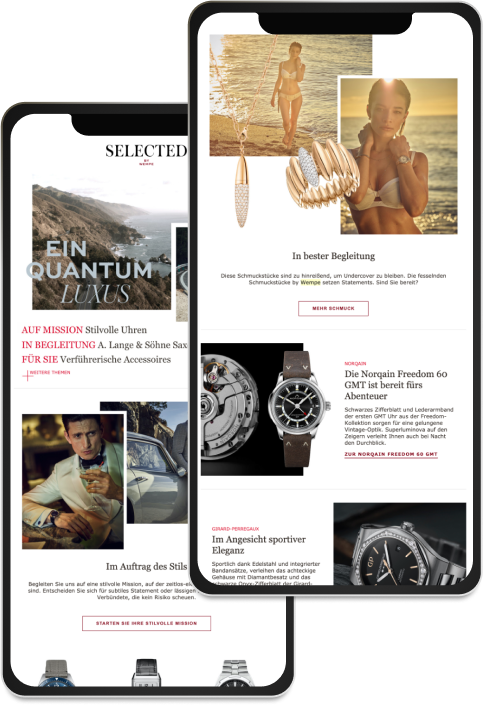 SELECTED
BY
WEMPE
EIN
QUANTUM
LUXUS
AUF MISSION Stilvolle Uhren
IN BEGLEITUNG A. Lange & Söhne Sax
FÜR SIE Verführerische Accessoires
WEITERE THEMEN
Im Auftrag des Stils
Begleiten Sie uns auf eine stilvolle Mission, auf der zeitlos-el
sind. Entscheiden Sie sich für subtiles Statement oder lässigen
Verbündete, die kein Risiko scheuen.
STARTEN SIE IHRE STILVOLLE MISSION
In bester Begleitung
Diese Schmuckstücke sind zu hinreißend, um Undercover zu bleiben. Die fesselnden
Schmuckstücke by Wempe setzen Statements. Sind Sie bereit?
MEHR SCHMUCK
NORQAIN
Die Norqain Freedom 60
GMT ist bereit fürs
Abenteuer
Schwarzes Zifferblatt und Lederarmband
der ersten GMT Uhr aus der Freedom-
Kollektion sorgen für eine gelungene
Vintage-Optik. Superluminova auf den
Zeigern verleiht Ihnen auch bei Nacht
den Durchblick.
ZUR NORQAIN FREEDOM 60 GMT
GIRARD-PERREGAUX
Im Angesicht sportiver
Eleganz
Sportlich dank Edelstahl und integrierter
Bandansätze, verleihen das achteckige
Gehäuse mit Diamantbesatz und das
schwarze Onyx-Zifferblatt der Girard-
GP